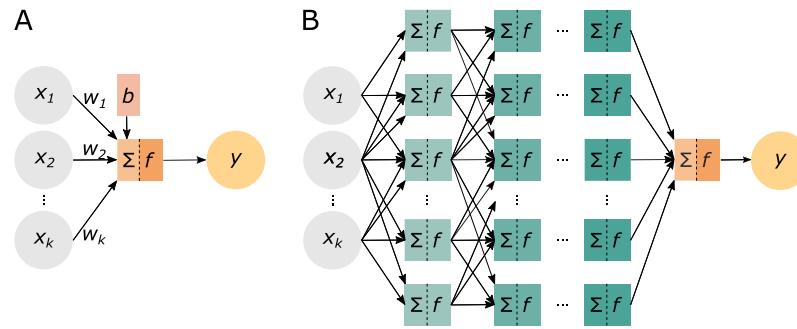 A
x1 w1 b
x2 w2 Σ f y
⋮
xk wk
B
Σ f Σ f ... Σ f
x1 Σ f Σ f ... Σ f
x2 Σ f Σ f ... Σ f Σ f y
⋮ ⋮ ⋮ ⋮
xk Σ f Σ f ... Σ f
Σ f Σ f ... Σ f